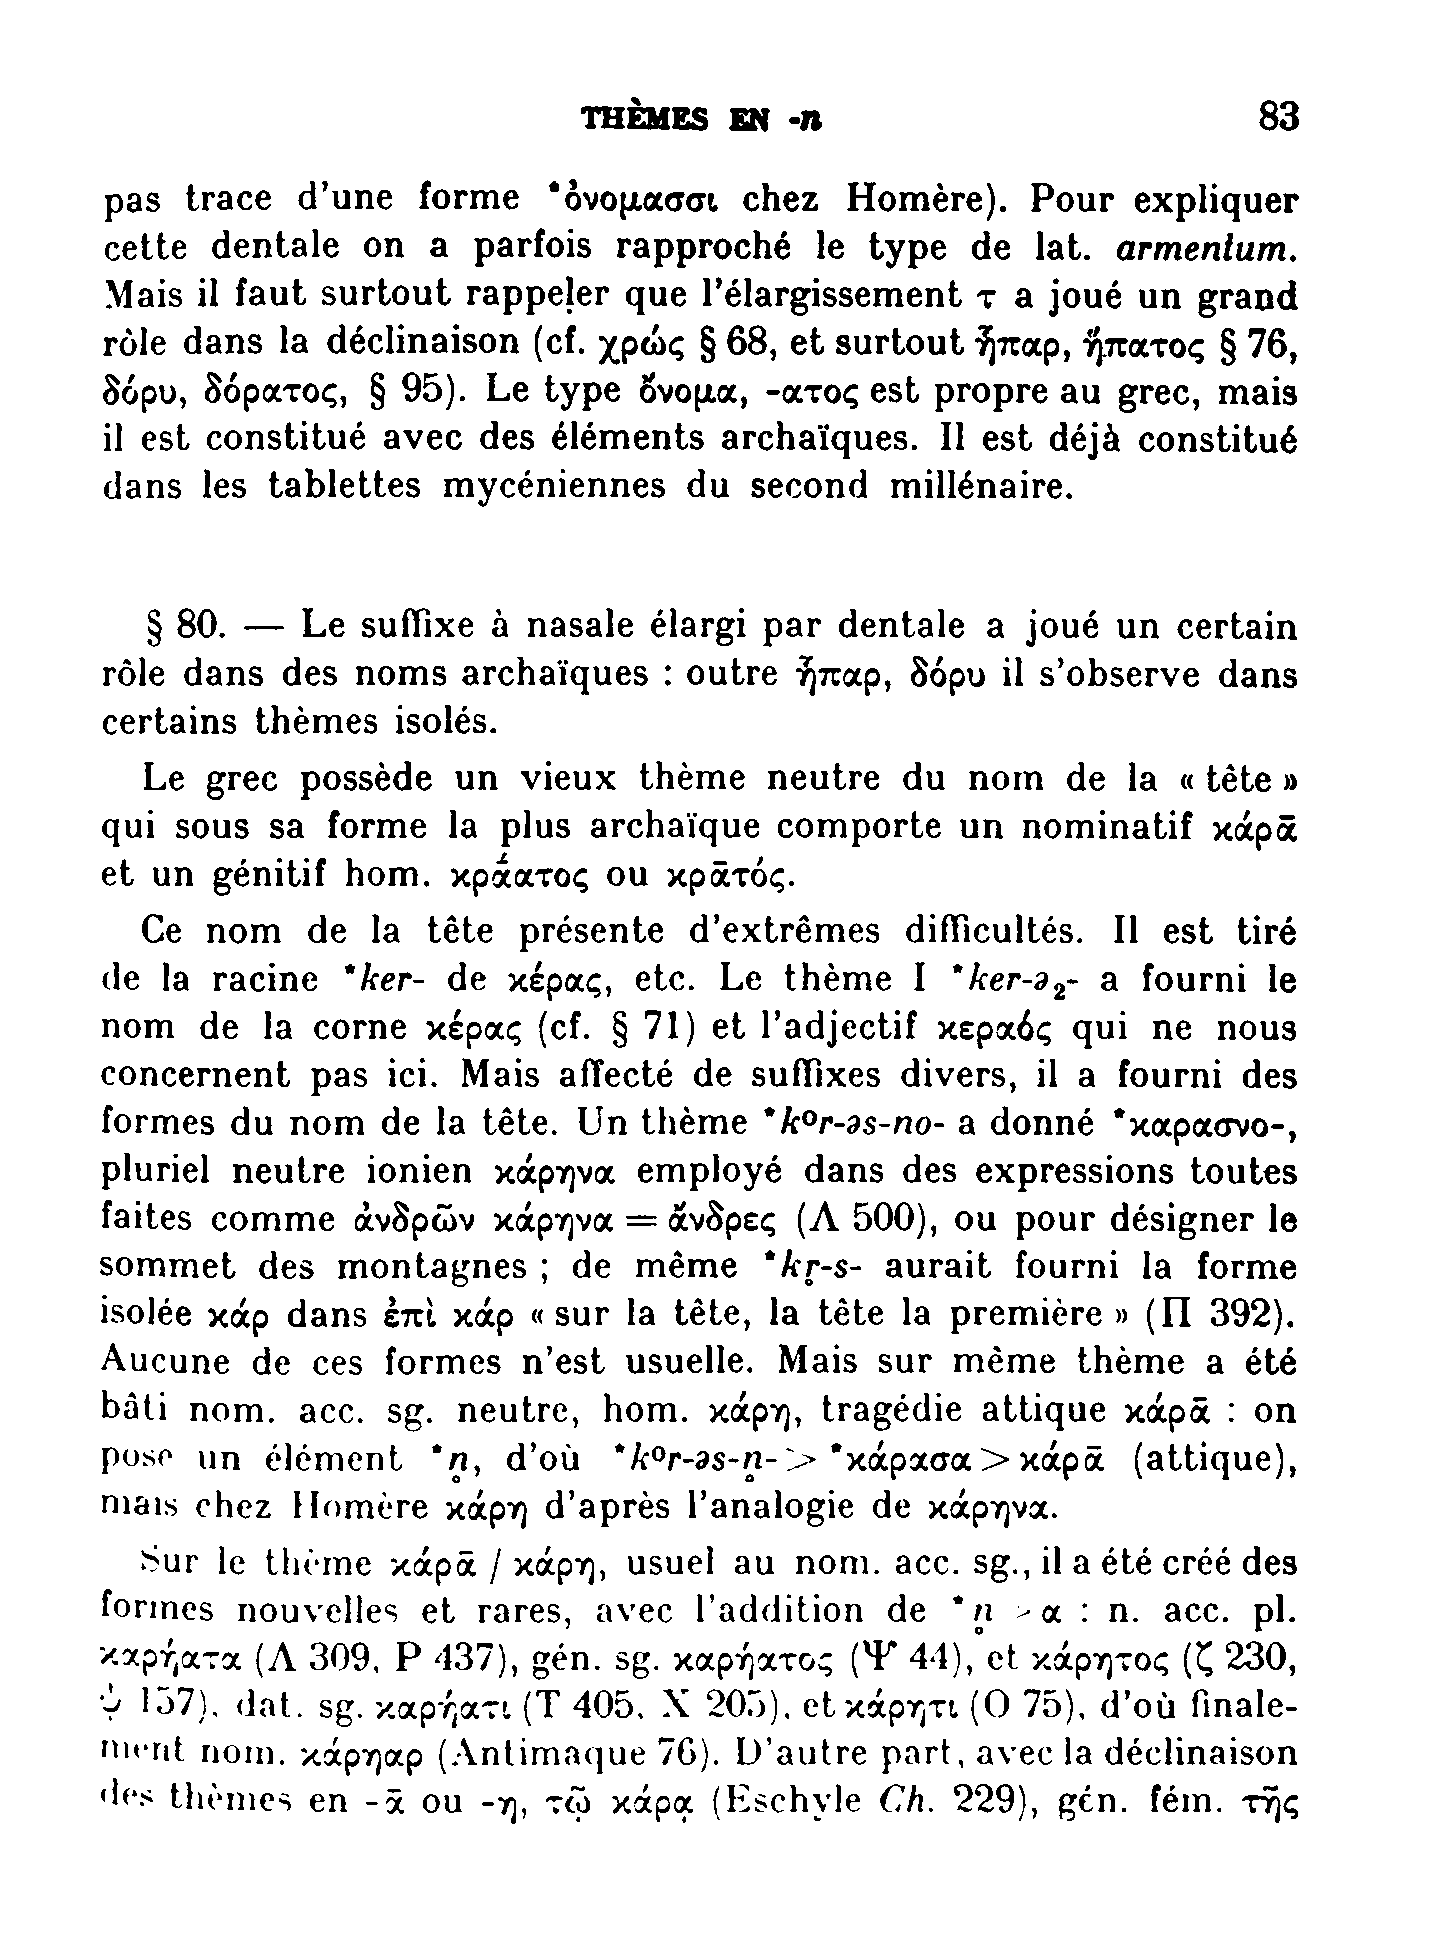 THÈMES EN -n 83
pas trace d'une forme *ὀνομασσι chez Homère). Pour expliquer
cette dentale on a parfois rapproché le type de lat. armentum.
Mais il faut surtout rappeler que l'élargissement τ a joué un grand
rôle dans la déclinaison (cf. χρώς § 68, et surtout ἧπαρ, ἥπατος § 76,
δόρυ, δόρατος, § 95). Le type ὄνομα, -ατος est propre au grec, mais
il est constitué avec des éléments archaïques. Il est déjà constitué
dans les tablettes mycéniennes du second millénaire.
§ 80. — Le suffixe à nasale élargi par dentale a joué un certain
rôle dans des noms archaïques : outre ἧπαρ, δόρυ il s'observe dans
certains thèmes isolés.
Le grec possède un vieux thème neutre du nom de la « tête »
qui sous sa forme la plus archaïque comporte un nominatif κάρᾱ
et un génitif hom. κρᾱ́ατος ou κρᾱτός.
Ce nom de la tête présente d'extrêmes difficultés. Il est tiré
de la racine *ker- de κέρας, etc. Le thème I *ker-ə₂- a fourni le
nom de la corne κέρας (cf. § 71) et l'adjectif κεραός qui ne nous
concernent pas ici. Mais affecté de suffixes divers, il a fourni des
formes du nom de la tête. Un thème *kᵒr-əs-no- a donné *καρασνο-,
pluriel neutre ionien κάρηνα employé dans des expressions toutes
faites comme ἀνδρῶν κάρηνα = ἄνδρες (Λ 500), ou pour désigner le
sommet des montagnes ; de même *kr̥-s- aurait fourni la forme
isolée κάρ dans ἐπὶ κάρ « sur la tête, la tête la première » (Π 392).
Aucune de ces formes n'est usuelle. Mais sur même thème a été
bâti nom. acc. sg. neutre, hom. κάρη, tragédie attique κάρᾱ : on
pose un élément *n̥, d'où *kᵒr-əs-n̥- > *κάρασα > κάρᾱ (attique),
mais chez Homère κάρη d'après l'analogie de κάρηνα.
Sur le thème κάρᾱ / κάρη, usuel au nom. acc. sg., il a été créé des
formes nouvelles et rares, avec l'addition de *n̥ > α : n. acc. pl.
καρήατα (Λ 309, Ρ 437), gén. sg. καρήατος (Ψ 44), et κάρητος (ζ 230,
ψ 157), dat. sg. καρήατι (Τ 405, Χ 205), et κάρητι (Ο 75), d'où finale-
ment nom. κάρηαρ (Antimaque 76). D'autre part, avec la déclinaison
des thèmes en -ᾱ ou -η, τῷ κάρᾳ (Eschyle Ch. 229), gén. fém. τῆς